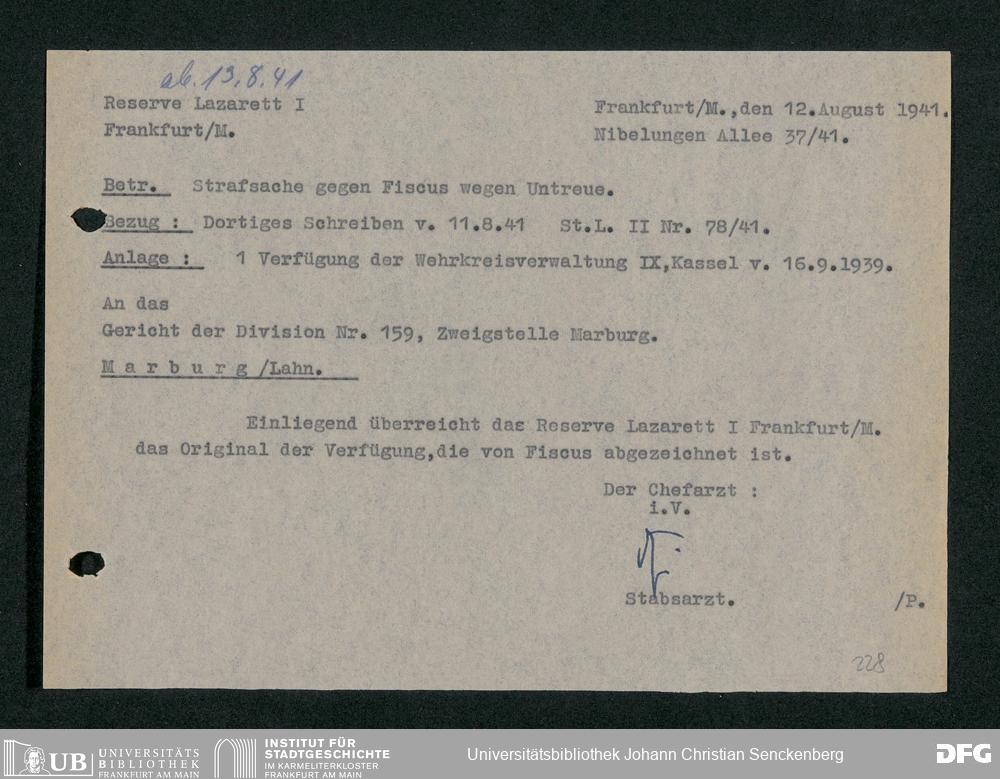 ab. 13.8.41
Reserve Lazarett I
Frankfurt/M.
Frankfurt/M.,den 12.August 1941.
Nibelungen Allee 37/41.
Betr. Strafsache gegen Fiscus wegen Untreue.
Bezug : Dortiges Schreiben v. 11.8.41 St.L. II Nr. 78/41.
Anlage : 1 Verfügung der Wehrkreisverwaltung IX,Kassel v. 16.9.1939.
An das
Gericht der Division Nr. 159, Zweigstelle Marburg.
M a r b u r g /Lahn.
Einliegend überreicht das Reserve Lazarett I Frankfurt/M.
das Original der Verfügung,die von Fiscus abgezeichnet ist.
Der Chefarzt :
i.V.
Stabsarzt.
/P.
228
UB UNIVERSITÄTS
BIBLIOTHEK
FRANKFURT AM MAIN
INSTITUT FÜR
STADTGESCHICHTE
IM KARMELITERKLOSTER
FRANKFURT AM MAIN
Universitätsbibliothek Johann Christian Senckenberg
DFG